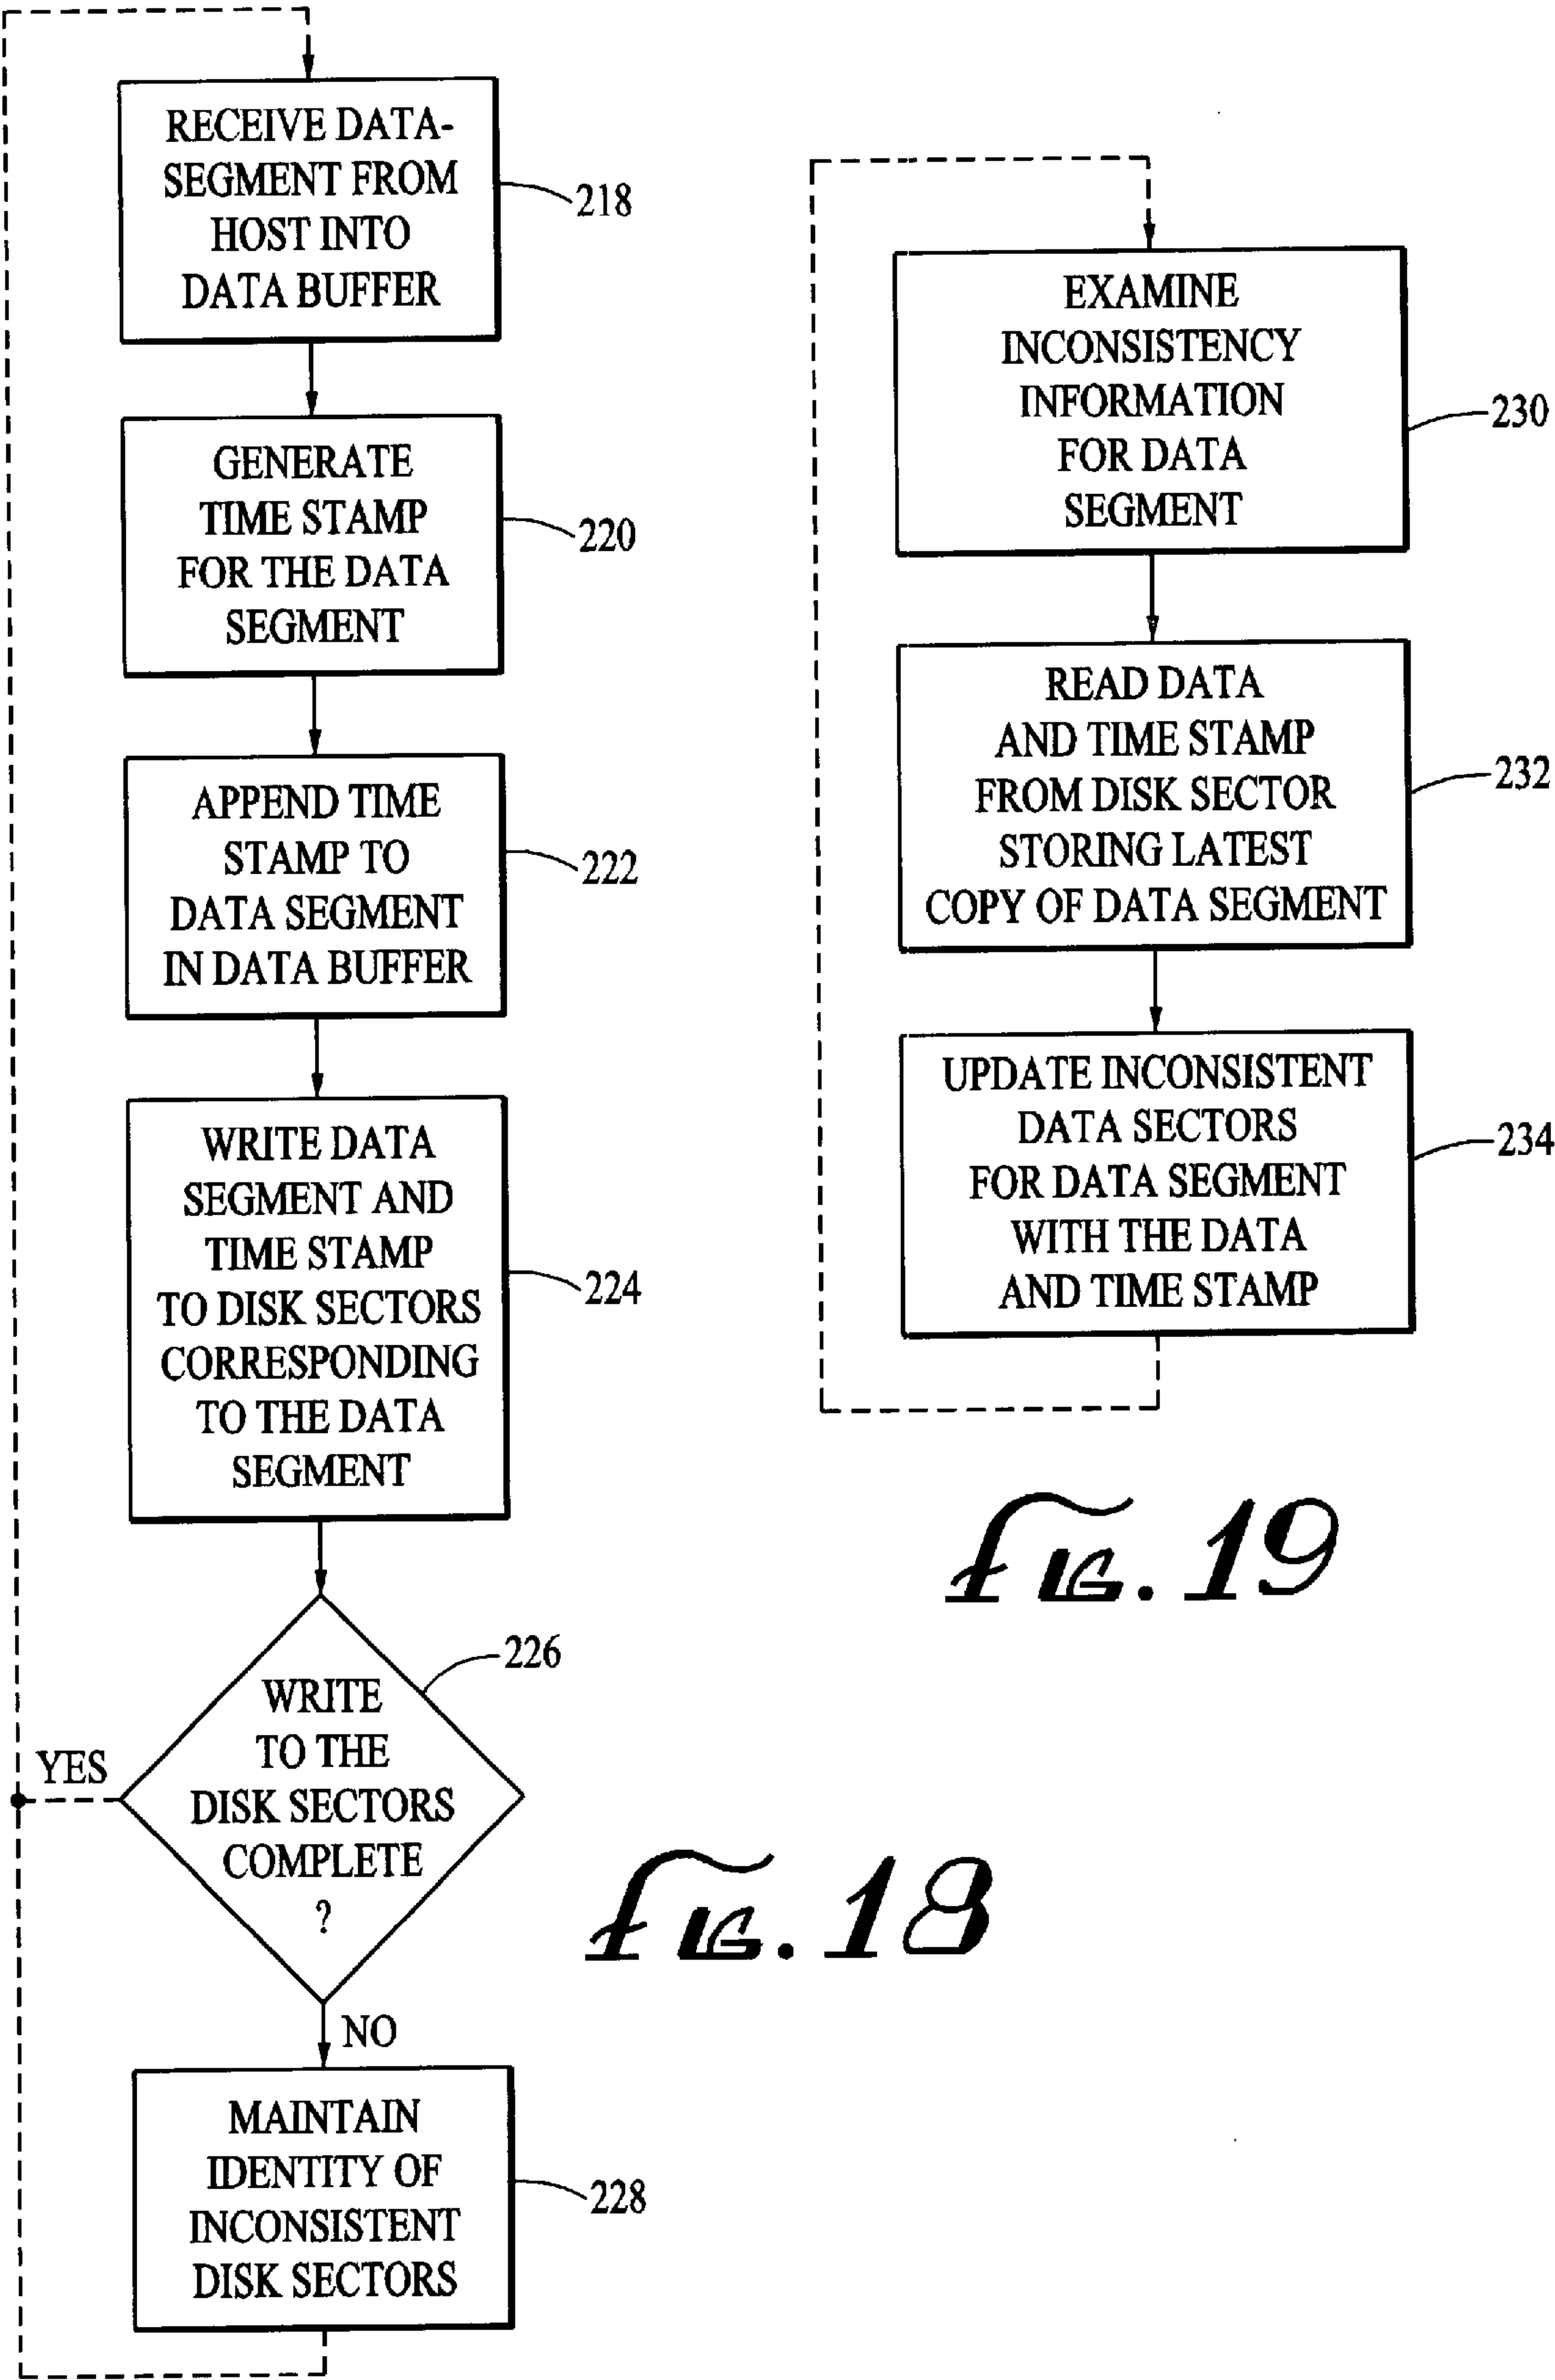 RECEIVE DATA-
SEGMENT FROM
HOST INTO
DATA BUFFER
218
GENERATE
TIME STAMP
FOR THE DATA
SEGMENT
220
APPEND TIME
STAMP TO
DATA SEGMENT
IN DATA BUFFER
222
WRITE DATA
SEGMENT AND
TIME STAMP
TO DISK SECTORS
CORRESPONDING
TO THE DATA
SEGMENT
224
WRITE
TO THE
DISK SECTORS
COMPLETE
?
226
YES
NO
MAINTAIN
IDENTITY OF
INCONSISTENT
DISK SECTORS
228
FIG. 18
EXAMINE
INCONSISTENCY
INFORMATION
FOR DATA
SEGMENT
230
READ DATA
AND TIME STAMP
FROM DISK SECTOR
STORING LATEST
COPY OF DATA SEGMENT
232
UPDATE INCONSISTENT
DATA SECTORS
FOR DATA SEGMENT
WITH THE DATA
AND TIME STAMP
234
FIG. 19